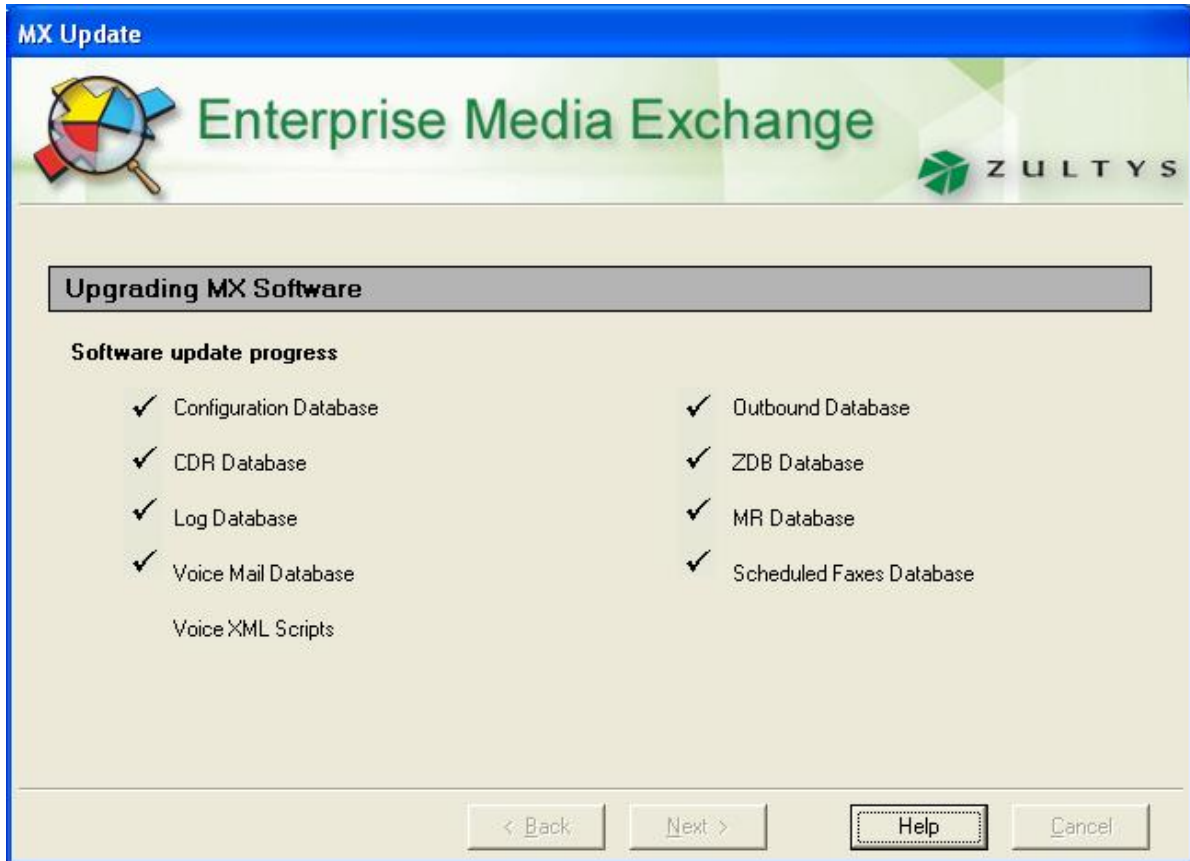 MX Update
Enterprise Media Exchange
ZULTYS
Upgrading MX Software
Software update progress
✓ Configuration Database
✓ CDR Database
✓ Log Database
✓ Voice Mail Database
Voice XML Scripts
✓ Outbound Database
✓ ZDB Database
✓ MR Database
✓ Scheduled Faxes Database
< Back
Next >
Help
Cancel